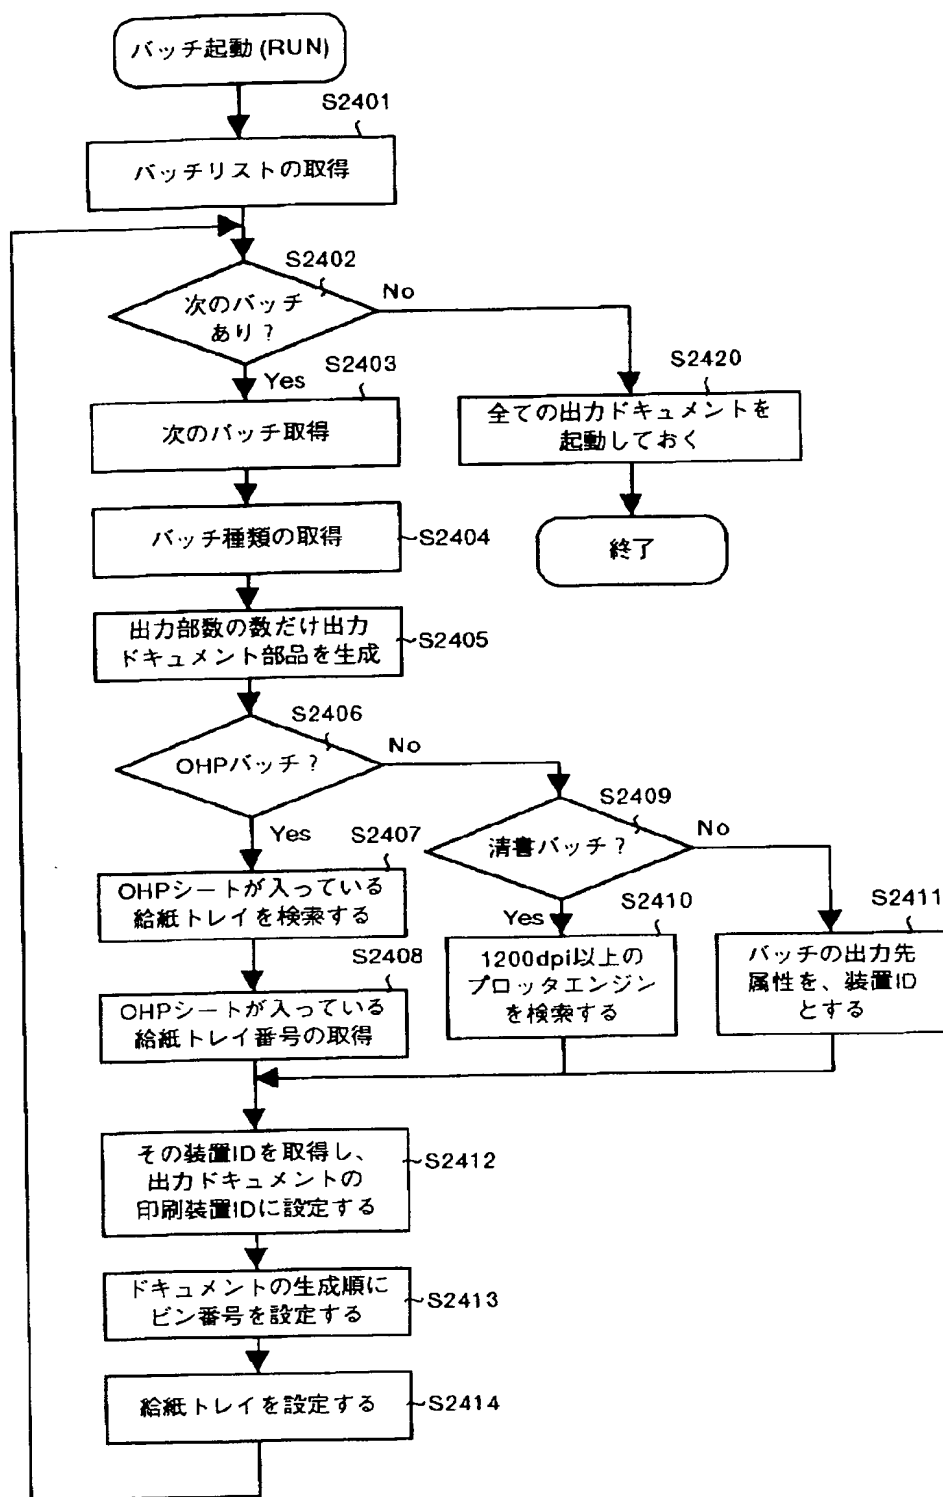 バッチ起動(RUN)
S2401
バッチリストの取得
S2402
次のバッチ
あり？
No
Yes
S2403
次のバッチ取得
S2420
全ての出力ドキュメントを
起動しておく
終了
バッチ種類の取得
S2404
出力部数の数だけ出力
ドキュメント部品を生成
S2405
S2406
OHPバッチ？
No
Yes
S2407
OHPシートが入っている
給紙トレイを検索する
S2408
OHPシートが入っている
給紙トレイ番号の取得
S2409
清書バッチ？
No
Yes
S2410
1200dpi以上の
プロッタエンジン
を検索する
S2411
バッチの出力先
属性を、装置ID
とする
その装置IDを取得し、
出力ドキュメントの
印刷装置IDに設定する
S2412
ドキュメントの生成順に
ビン番号を設定する
S2413
給紙トレイを設定する
S2414